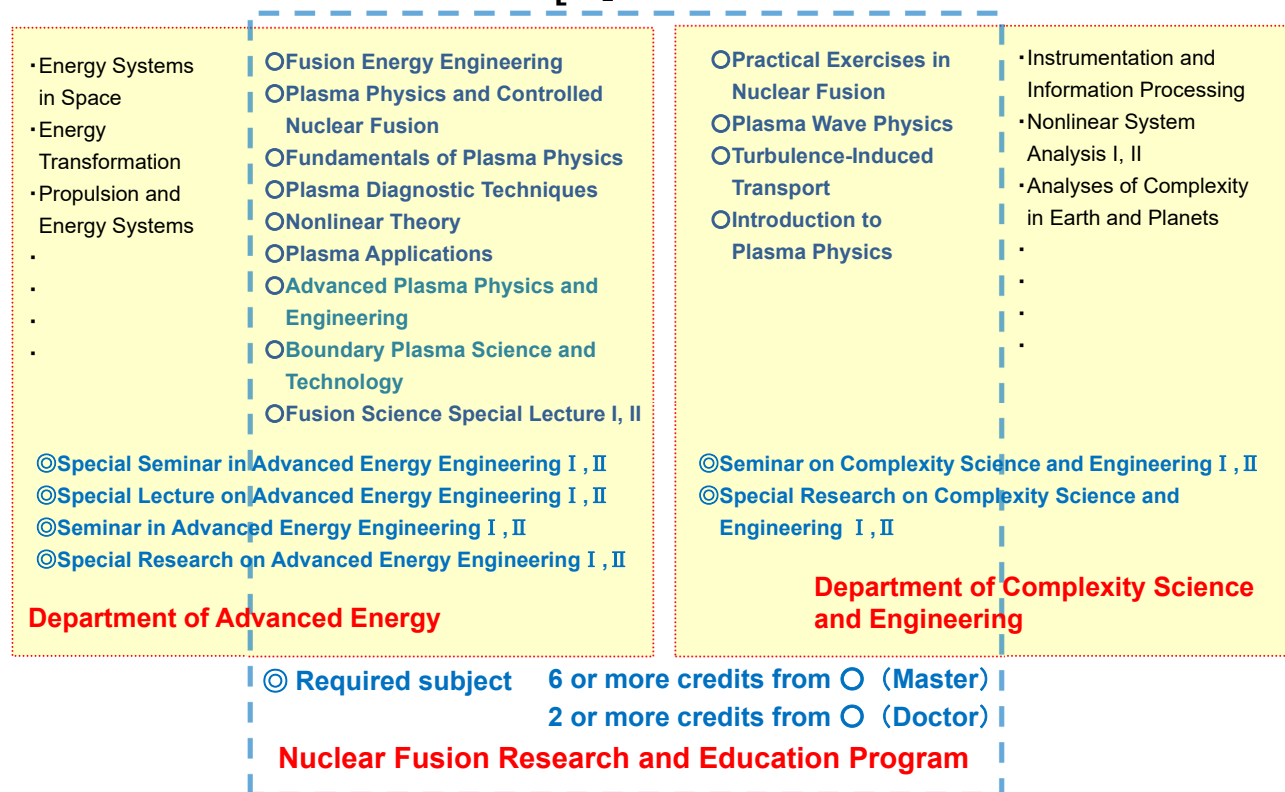 ・Energy Systems
in Space
・Energy
Transformation
・Propulsion and
Energy Systems
・
・
・
・
○Fusion Energy Engineering
○Plasma Physics and Controlled
Nuclear Fusion
○Fundamentals of Plasma Physics
○Plasma Diagnostic Techniques
○Nonlinear Theory
○Plasma Applications
○Advanced Plasma Physics and
Engineering
○Boundary Plasma Science and
Technology
○Fusion Science Special Lecture I, II
◎Special Seminar in Advanced Energy Engineering Ⅰ, Ⅱ
◎Special Lecture on Advanced Energy Engineering Ⅰ, Ⅱ
◎Seminar in Advanced Energy Engineering Ⅰ, Ⅱ
◎Special Research on Advanced Energy Engineering Ⅰ, Ⅱ
Department of Advanced Energy
○Practical Exercises in
Nuclear Fusion
○Plasma Wave Physics
○Turbulence-Induced
Transport
○Introduction to
Plasma Physics
・Instrumentation and
Information Processing
・Nonlinear System
Analysis I, II
・Analyses of Complexity
in Earth and Planets
・
・
・
・
◎Seminar on Complexity Science and Engineering Ⅰ, Ⅱ
◎Special Research on Complexity Science and
Engineering Ⅰ, Ⅱ
Department of Complexity Science
and Engineering
◎ Required subject
6 or more credits from ○（Master）
2 or more credits from ○（Doctor）
Nuclear Fusion Research and Education Program